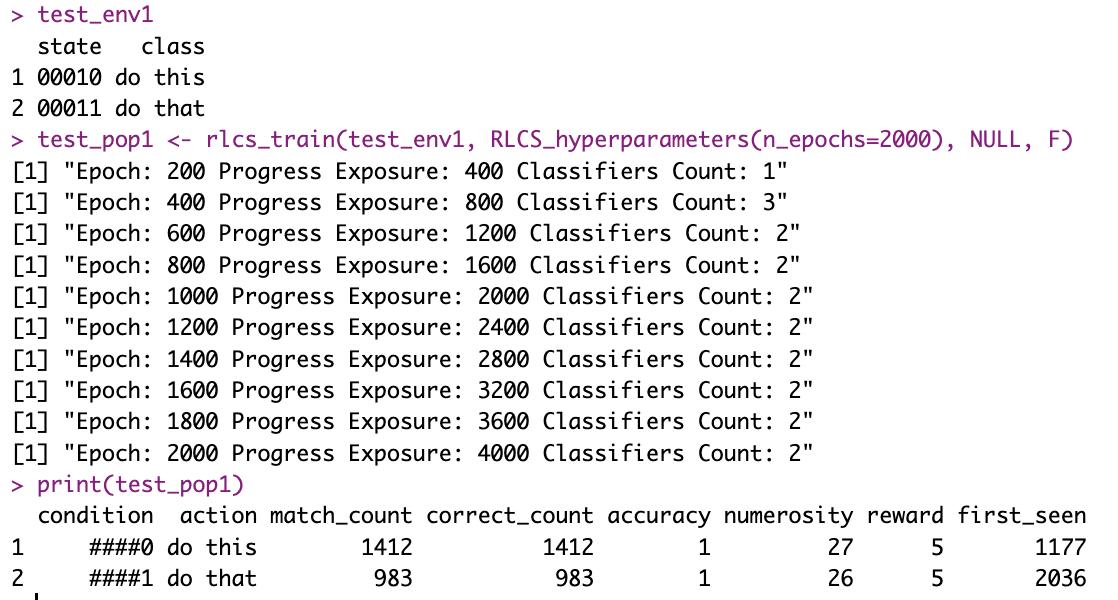 > test_env1
  state   class
1 00010 do this
2 00011 do that
> test_pop1 <- rlcs_train(test_env1, RLCS_hyperparameters(n_epochs=2000), NULL, F)
[1] "Epoch: 200 Progress Exposure: 400 Classifiers Count: 1"
[1] "Epoch: 400 Progress Exposure: 800 Classifiers Count: 3"
[1] "Epoch: 600 Progress Exposure: 1200 Classifiers Count: 2"
[1] "Epoch: 800 Progress Exposure: 1600 Classifiers Count: 2"
[1] "Epoch: 1000 Progress Exposure: 2000 Classifiers Count: 2"
[1] "Epoch: 1200 Progress Exposure: 2400 Classifiers Count: 2"
[1] "Epoch: 1400 Progress Exposure: 2800 Classifiers Count: 2"
[1] "Epoch: 1600 Progress Exposure: 3200 Classifiers Count: 2"
[1] "Epoch: 1800 Progress Exposure: 3600 Classifiers Count: 2"
[1] "Epoch: 2000 Progress Exposure: 4000 Classifiers Count: 2"
> print(test_pop1)
  condition  action match_count correct_count accuracy numerosity reward first_seen
1     ####0 do this        1412          1412        1         27      5       1177
2     ####1 do that         983           983        1         26      5       2036